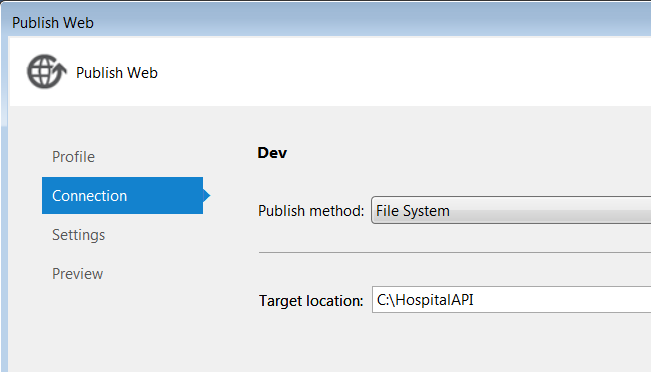 Publish Web
Publish Web
Profile
Connection
Settings
Preview
Dev
Publish method: File System
Target location: C:\HospitalAPI